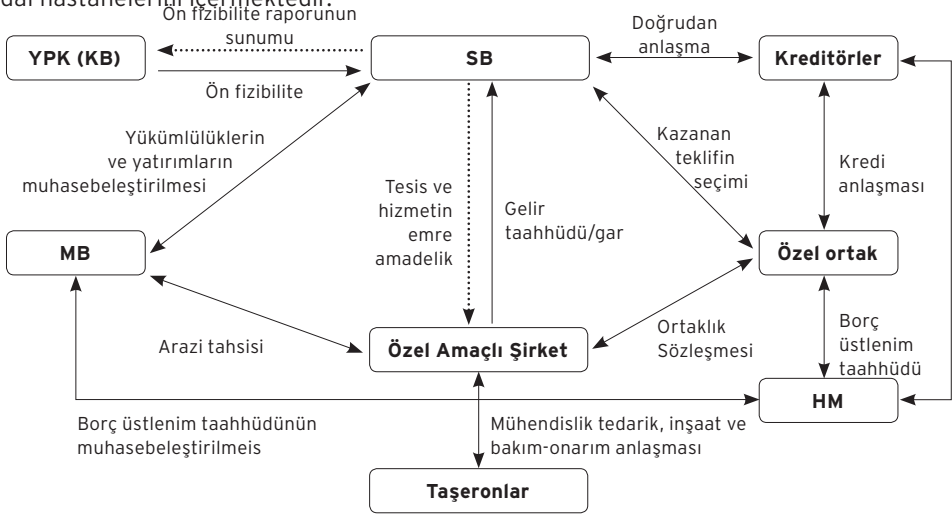 hastanelerini içermektedir.
Ön fizibilite raporunun
sunumu
YPK (KB)
SB
Doğrudan
anlaşma
Kreditörler
Ön fizibilite
Yükümlülüklerin
ve yatırımların
muhasebeleştirilmesi
Kazanan
teklifin
seçimi
Kredi
anlaşması
Tesis ve
hizmetin
emre
amadelik
Gelir
taahhüdü/gar
MB
Özel ortak
Arazi tahsisi
Özel Amaçlı Şirket
Ortaklık
Sözleşmesi
Borç
üstlenim
taahhüdü
HM
Borç üstlenim taahhüdünün
muhasebeleştirilmeis
Mühendislik tedarik, inşaat ve
bakım-onarım anlaşması
Taşeronlar